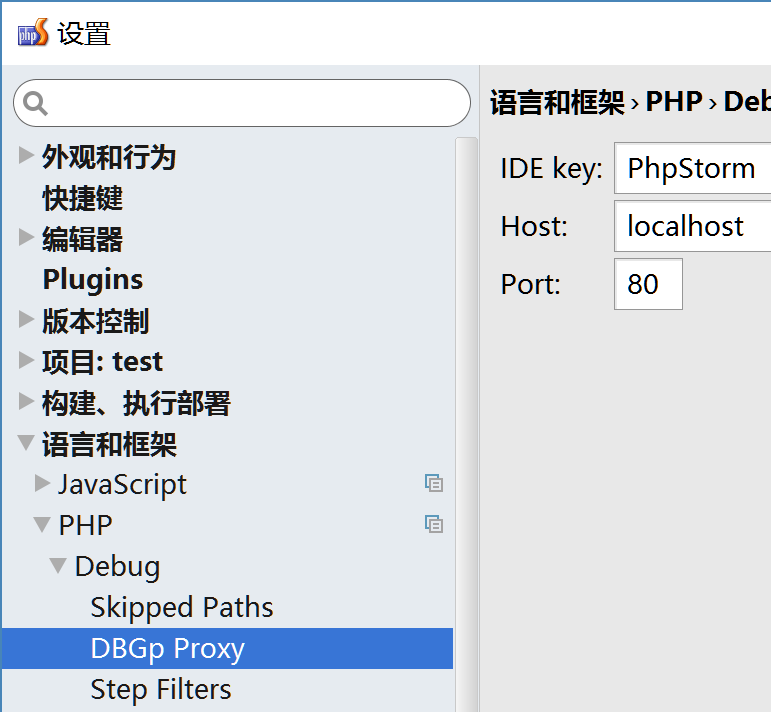 设置
外观和行为
快捷键
编辑器
Plugins
版本控制
项目: test
构建、执行部署
语言和框架
JavaScript
PHP
Debug
Skipped Paths
DBGp Proxy
Step Filters
语言和框架 › PHP › Deb
IDE key: PhpStorm
Host: localhost
Port: 80